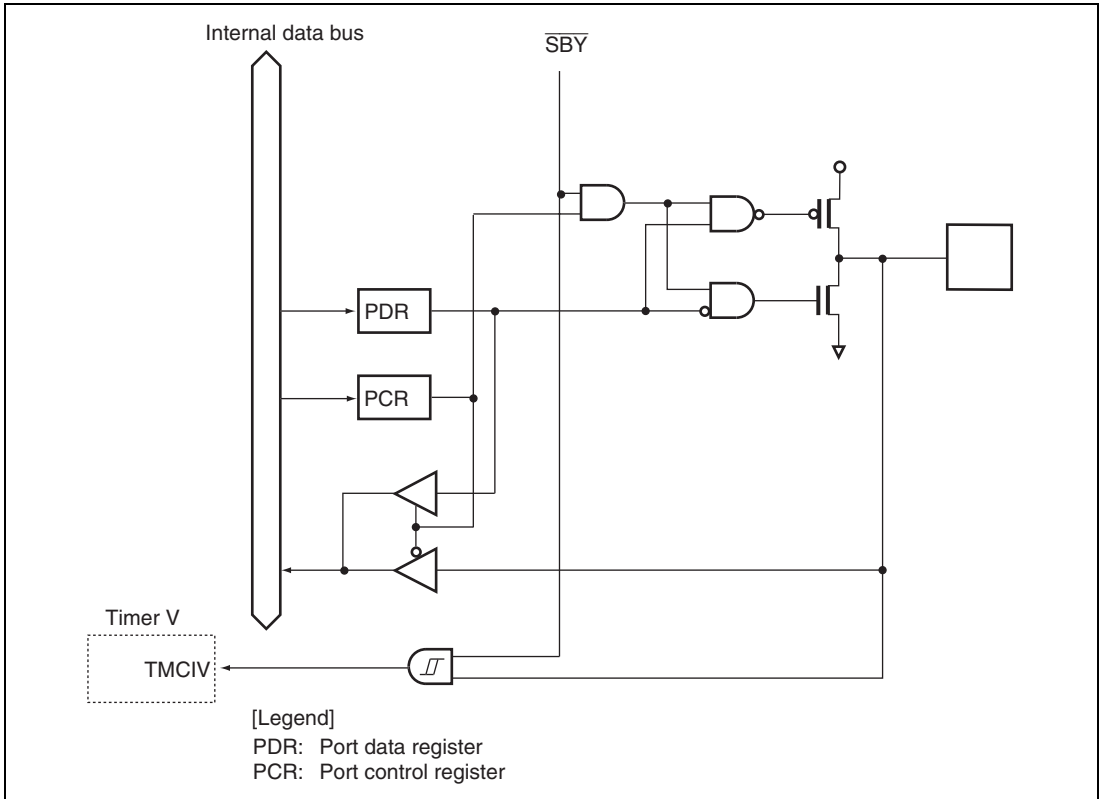 Internal data bus
SBY
PDR
PCR
Timer V
TMCIV
[Legend]
PDR: Port data register
PCR: Port control register